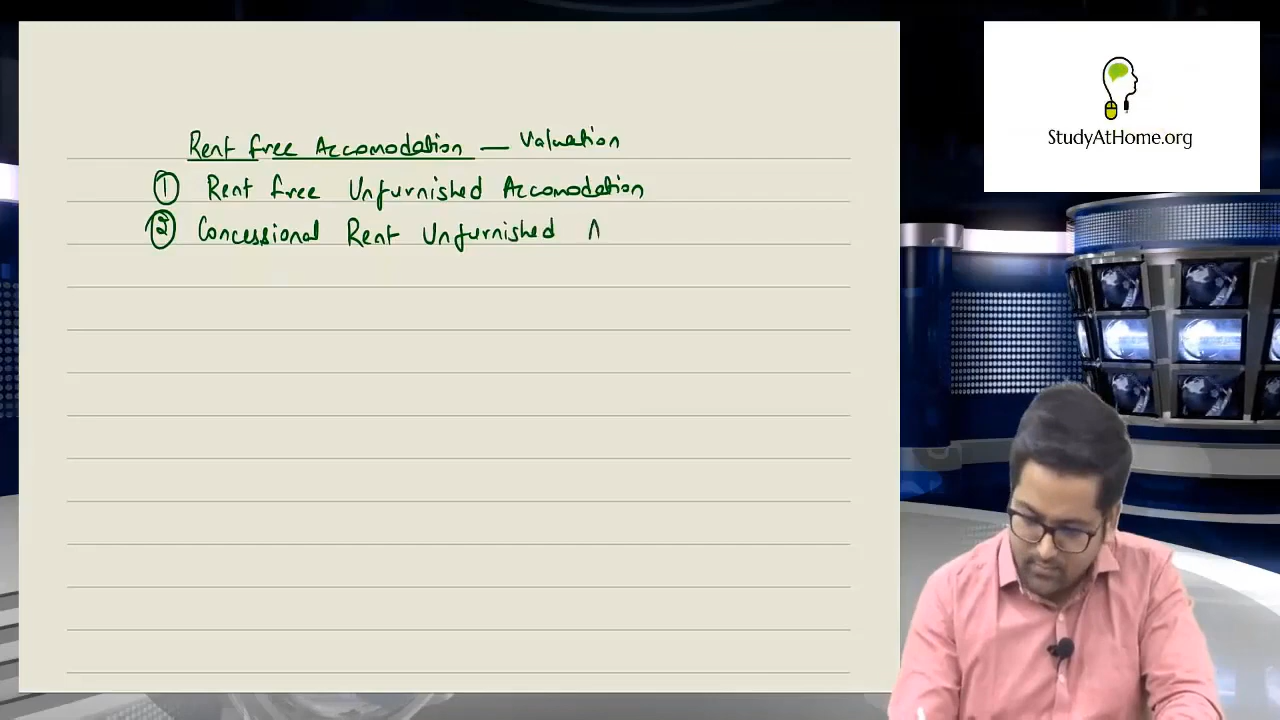 Rent free Accomodation — Valuation
① Rent free Unfurnished Accomodation
② Concessional Rent Unfurnished A
StudyAtHome.org